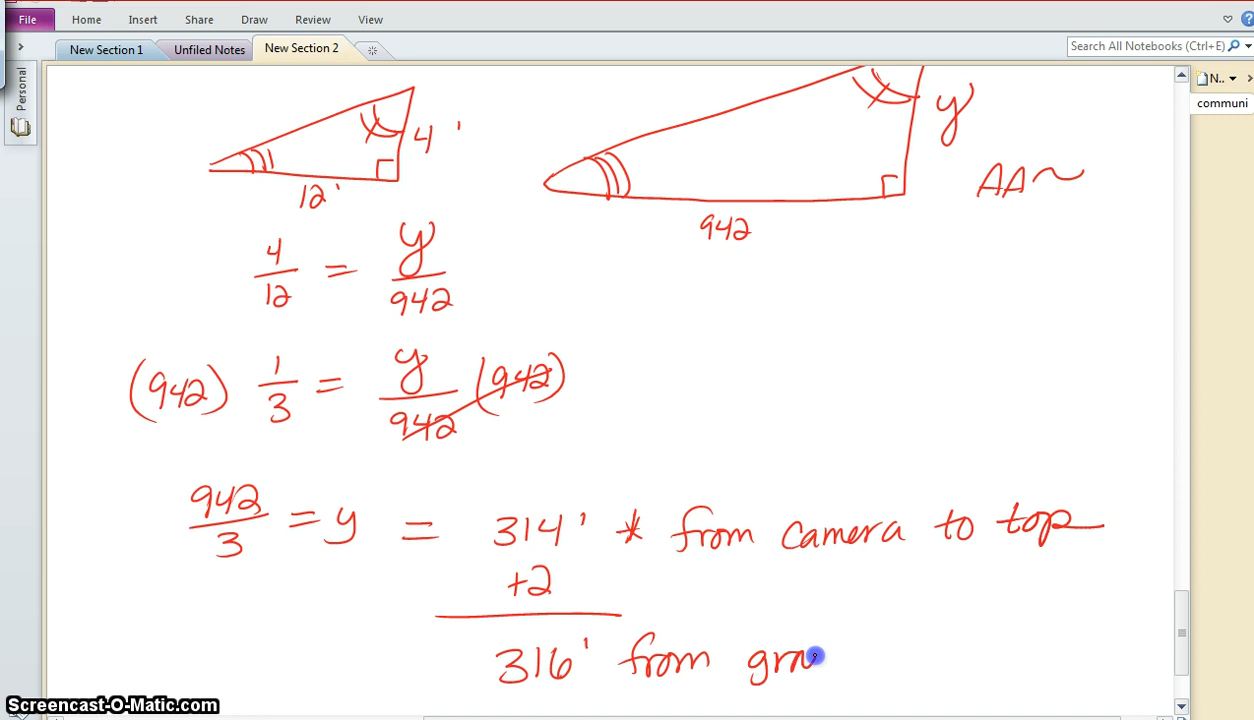 File Home Insert Share Draw Review View
New Section 1 Unfiled Notes New Section 2
Search All Notebooks (Ctrl+E)
Personal
N..
communi
4'
12'
y
942
AA~
4/12 = y/942
(942) 1/3 = y/942 (942)
942/3 = y = 314' * from camera to top
+2
316' from gra
Screencast-O-Matic.com